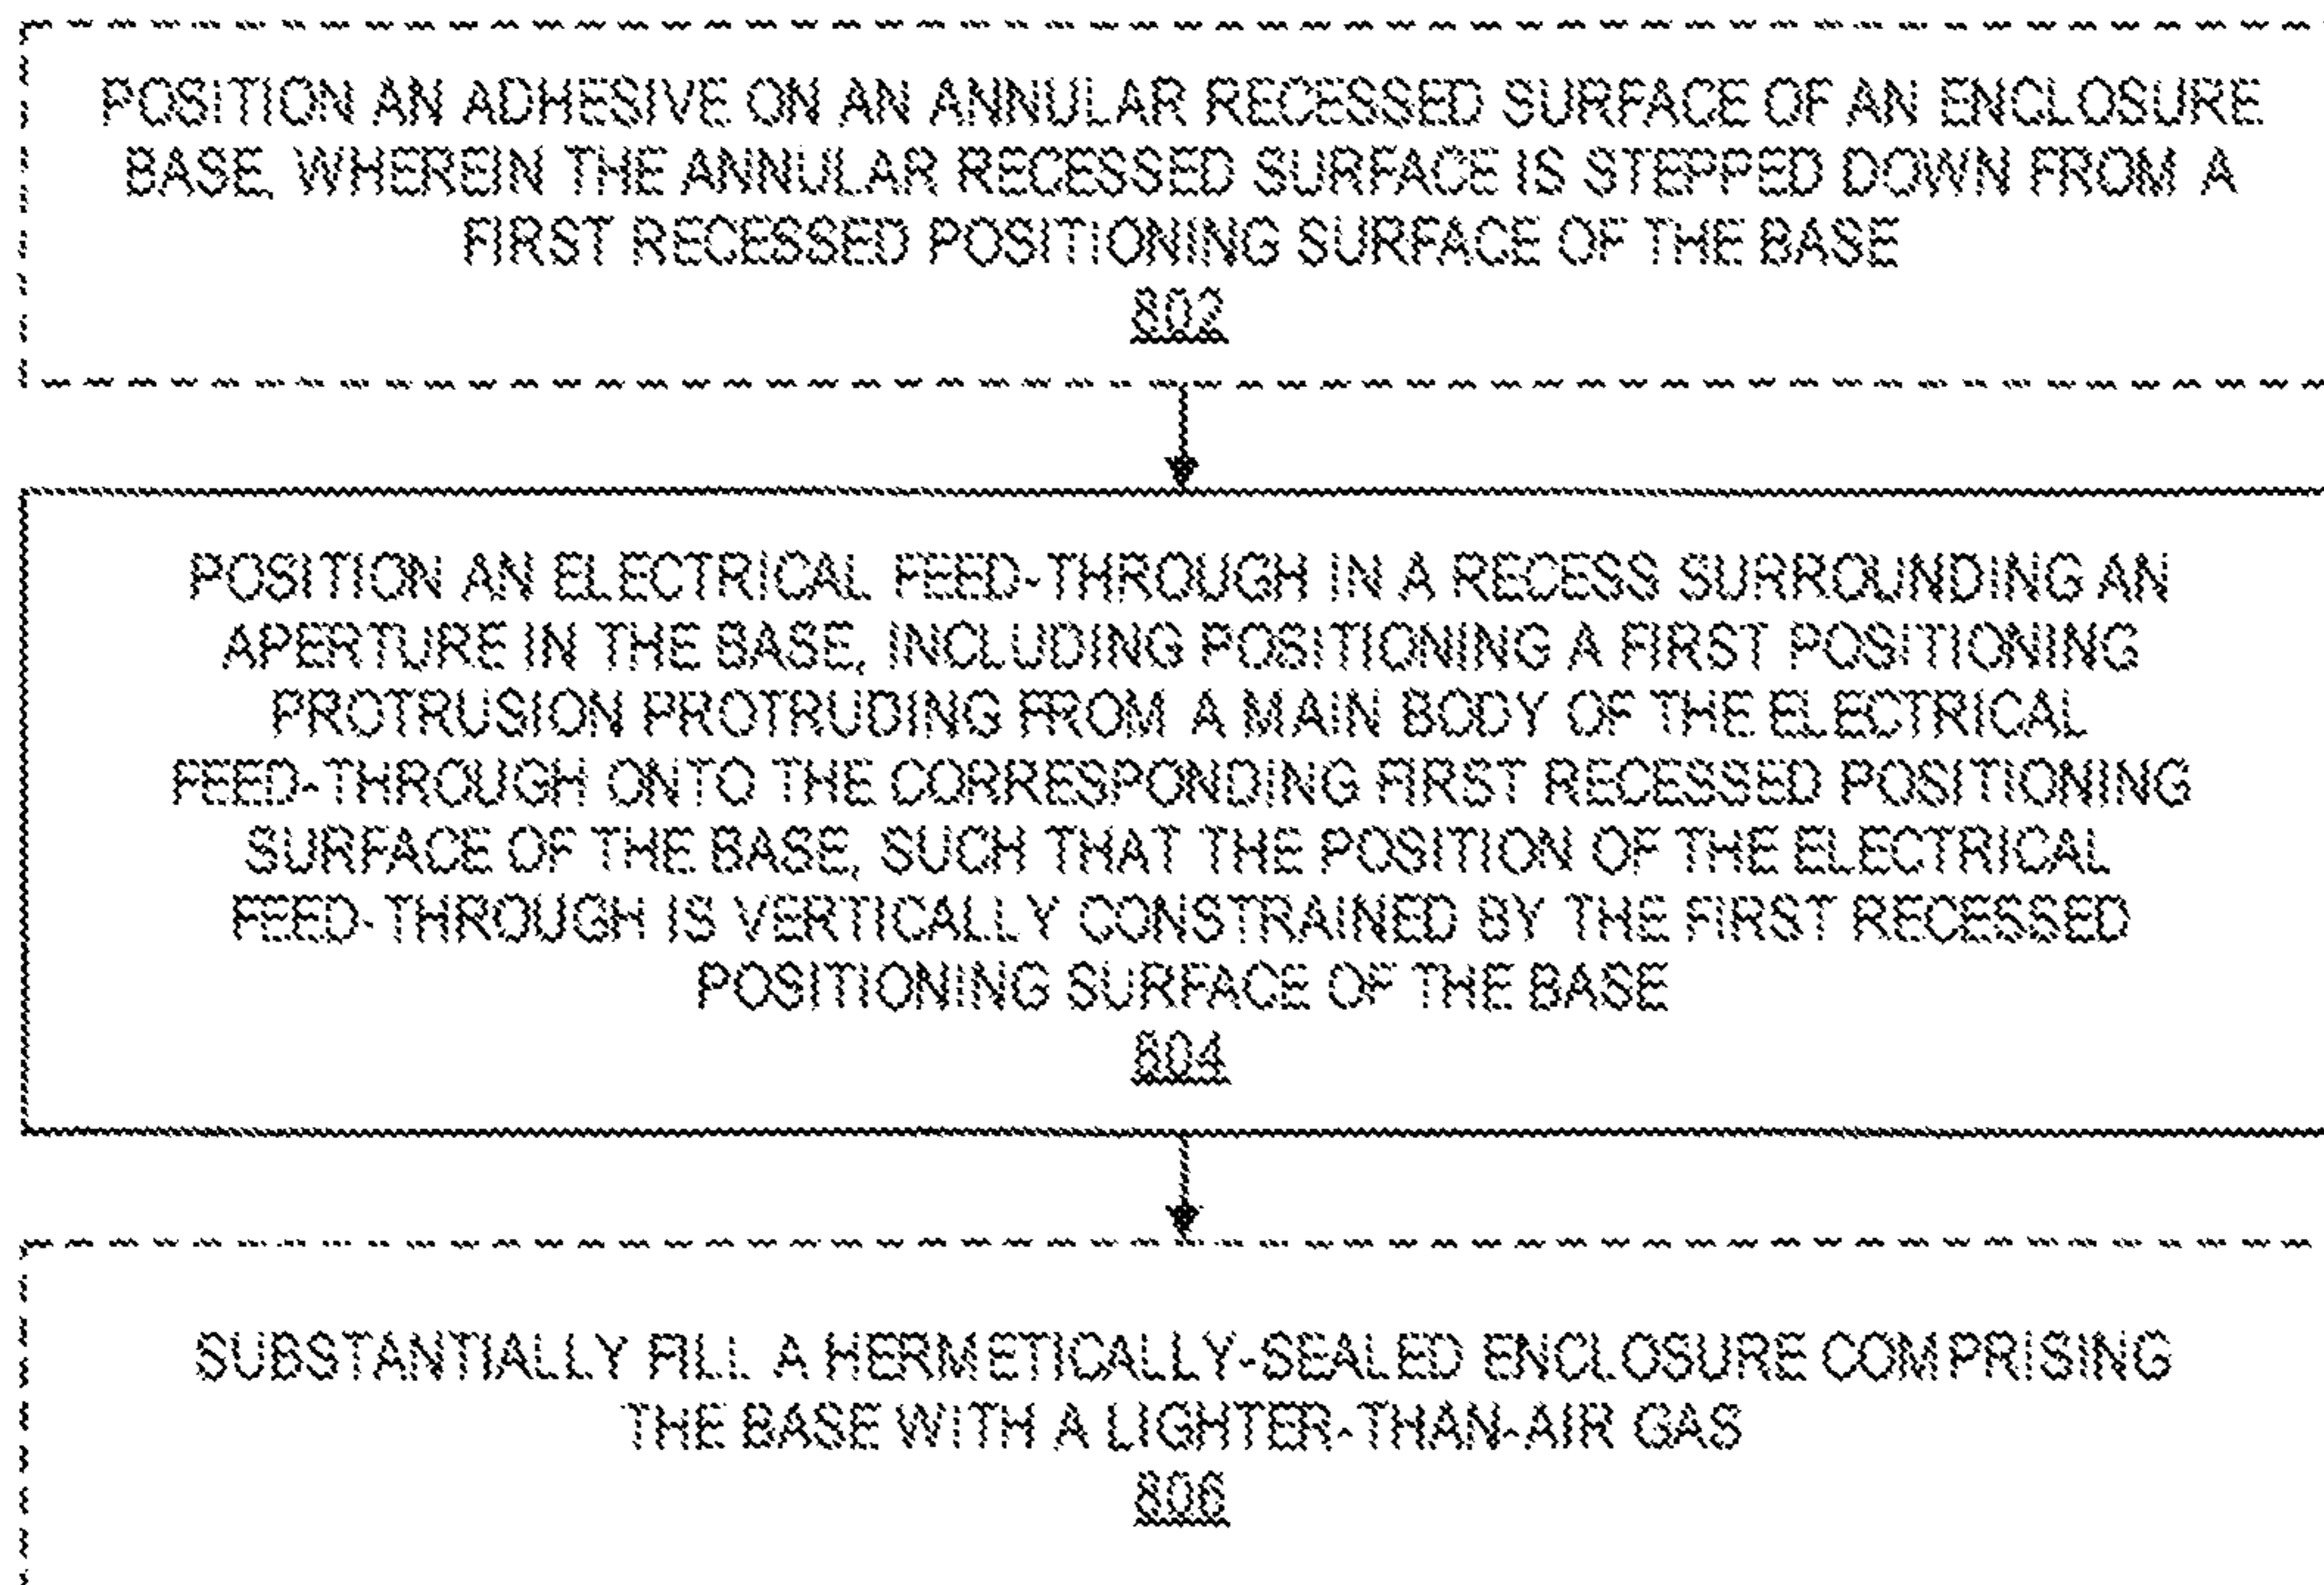 POSITION AN ADHESIVE ON AN ANNULAR RECESSED SURFACE OF AN ENCLOSURE
BASE, WHEREIN THE ANNULAR RECESSED SURFACE IS STEPPED DOWN FROM A
FIRST RECESSED POSITIONING SURFACE OF THE BASE
802
POSITION AN ELECTRICAL FEED-THROUGH IN A RECESS SURROUNDING AN
APERTURE IN THE BASE, INCLUDING POSITIONING A FIRST POSITIONING
PROTRUSION PROTRUDING FROM A MAIN BODY OF THE ELECTRICAL
FEED-THROUGH ONTO THE CORRESPONDING FIRST RECESSED POSITIONING
SURFACE OF THE BASE, SUCH THAT THE POSITION OF THE ELECTRICAL
FEED-THROUGH IS VERTICALLY CONSTRAINED BY THE FIRST RECESSED
POSITIONING SURFACE OF THE BASE
804
SUBSTANTIALLY FILL A HERMETICALLY-SEALED ENCLOSURE COMPRISING
THE BASE WITH A LIGHTER-THAN-AIR GAS
806